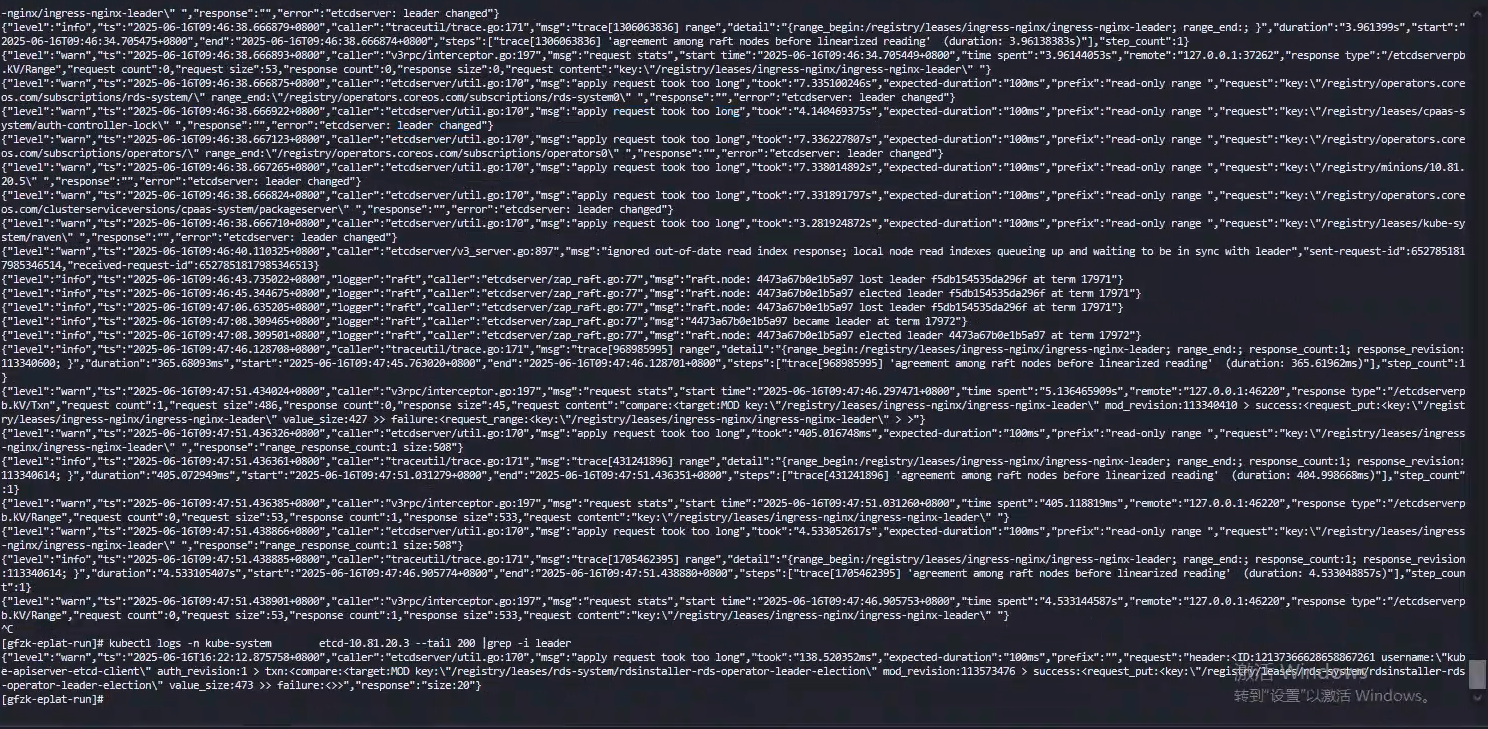 -nginx/ingress-nginx-leader\" ","response":"","error":"etcdserver: leader changed"}
{"level":"info","ts":"2025-06-16T09:46:38.666879+0800","caller":"traceutil/trace.go:171","msg":"trace[1306063836] range","detail":"{range_begin:/registry/leases/ingress-nginx/ingress-nginx-leader; range_end:; }","duration":"3.961399s","start":"
2025-06-16T09:46:34.705475+0800","end":"2025-06-16T09:46:38.666874+0800","steps":["trace[1306063836] 'agreement among raft nodes before linearized reading'  (duration: 3.96138383s)"],"step_count":1}
{"level":"warn","ts":"2025-06-16T09:46:38.666913+0800","caller":"v3rpc/interceptor.go:197","msg":"request stats","start time":"2025-06-16T09:46:34.705449+0800","time spent":"3.96144053s","remote":"127.0.0.1:37262","response type":"/etcdserverpb
.KV/Range","request count":0,"request size":53,"response count":0,"response size":0,"request content":"key:\"/registry/leases/ingress-nginx/ingress-nginx-leader\" "}
{"level":"warn","ts":"2025-06-16T09:46:38.666875+0800","caller":"etcdserver/util.go:170","msg":"apply request took too long","took":"7.335100246s","expected-duration":"100ms","prefix":"read-only range ","request":"key:\"/registry/operators.core
os.com/subscriptions/rds-system/\" range_end:\"/registry/operators.coreos.com/subscriptions/rds-system0\" ","response":"","error":"etcdserver: leader changed"}
{"level":"warn","ts":"2025-06-16T09:46:38.666922+0800","caller":"etcdserver/util.go:170","msg":"apply request took too long","took":"4.140469375s","expected-duration":"100ms","prefix":"read-only range ","request":"key:\"/registry/leases/cpaas-s
ystem/auth-controller-lock\" ","response":"","error":"etcdserver: leader changed"}
{"level":"warn","ts":"2025-06-16T09:46:38.667123+0800","caller":"etcdserver/util.go:170","msg":"apply request took too long","took":"7.336227807s","expected-duration":"100ms","prefix":"read-only range ","request":"key:\"/registry/operators.core
os.com/subscriptions/operators/\" range_end:\"/registry/operators.coreos.com/subscriptions/operators0\" ","response":"","error":"etcdserver: leader changed"}
{"level":"warn","ts":"2025-06-16T09:46:38.667265+0800","caller":"etcdserver/util.go:170","msg":"apply request took too long","took":"7.338014892s","expected-duration":"100ms","prefix":"read-only range ","request":"key:\"/registry/minions/10.81.
20.5\" ","response":"","error":"etcdserver: leader changed"}
{"level":"warn","ts":"2025-06-16T09:46:38.666824+0800","caller":"etcdserver/util.go:170","msg":"apply request took too long","took":"7.331891797s","expected-duration":"100ms","prefix":"read-only range ","request":"key:\"/registry/operators.core
os.com/clusterserviceversions/cpaas-system/packageserver\" ","response":"","error":"etcdserver: leader changed"}
{"level":"warn","ts":"2025-06-16T09:46:38.666710+0800","caller":"etcdserver/util.go:170","msg":"apply request took too long","took":"3.281924872s","expected-duration":"100ms","prefix":"read-only range ","request":"key:\"/registry/leases/kube-sy
stem/raven\" ","response":"","error":"etcdserver: leader changed"}
{"level":"warn","ts":"2025-06-16T09:46:40.110325+0800","caller":"etcdserver/v3_server.go:897","msg":"ignored out-of-date read index response; local node read indexes queueing up and waiting to be in sync with leader","sent-request-id":652785181
7985346514,"received-request-id":6527851817985346513}
{"level":"info","ts":"2025-06-16T09:46:43.735022+0800","logger":"raft","caller":"etcdserver/zap_raft.go:77","msg":"raft.node: 4473a67b0e1b5a97 lost leader f5db154535da296f at term 17971"}
{"level":"info","ts":"2025-06-16T09:46:45.344675+0800","logger":"raft","caller":"etcdserver/zap_raft.go:77","msg":"raft.node: 4473a67b0e1b5a97 elected leader f5db154535da296f at term 17971"}
{"level":"info","ts":"2025-06-16T09:47:06.635205+0800","logger":"raft","caller":"etcdserver/zap_raft.go:77","msg":"raft.node: 4473a67b0e1b5a97 lost leader f5db154535da296f at term 17971"}
{"level":"info","ts":"2025-06-16T09:47:08.309465+0800","logger":"raft","caller":"etcdserver/zap_raft.go:77","msg":"4473a67b0e1b5a97 became leader at term 17972"}
{"level":"info","ts":"2025-06-16T09:47:08.309501+0800","logger":"raft","caller":"etcdserver/zap_raft.go:77","msg":"raft.node: 4473a67b0e1b5a97 elected leader 4473a67b0e1b5a97 at term 17972"}
{"level":"info","ts":"2025-06-16T09:47:46.128708+0800","caller":"traceutil/trace.go:171","msg":"trace[968985995] range","detail":"{range_begin:/registry/leases/ingress-nginx/ingress-nginx-leader; range_end:; response_count:1; response_revision:
113340600; }","duration":"365.68093ms","start":"2025-06-16T09:47:45.763020+0800","end":"2025-06-16T09:47:46.128701+0800","steps":["trace[968985995] 'agreement among raft nodes before linearized reading'  (duration: 365.61962ms)"],"step_count":1
}
{"level":"warn","ts":"2025-06-16T09:47:51.434024+0800","caller":"v3rpc/interceptor.go:197","msg":"request stats","start time":"2025-06-16T09:47:46.297471+0800","time spent":"5.136465909s","remote":"127.0.0.1:46220","response type":"/etcdserverp
b.KV/Txn","request count":1,"request size":486,"response count":0,"response size":45,"request content":"compare:<target:MOD key:\"/registry/leases/ingress-nginx/ingress-nginx-leader\" mod_revision:113340410 > success:<request_put:<key:\"/regist
ry/leases/ingress-nginx/ingress-nginx-leader\" value_size:427 >> failure:<request_range:<key:\"/registry/leases/ingress-nginx/ingress-nginx-leader\" > >"}
{"level":"warn","ts":"2025-06-16T09:47:51.436326+0800","caller":"etcdserver/util.go:170","msg":"apply request took too long","took":"405.016748ms","expected-duration":"100ms","prefix":"read-only range ","request":"key:\"/registry/leases/ingress
-nginx/ingress-nginx-leader\" ","response":"range_response_count:1 size:508"}
{"level":"info","ts":"2025-06-16T09:47:51.436361+0800","caller":"traceutil/trace.go:171","msg":"trace[431241896] range","detail":"{range_begin:/registry/leases/ingress-nginx/ingress-nginx-leader; range_end:; response_count:1; response_revision:
113340614; }","duration":"405.072949ms","start":"2025-06-16T09:47:51.031279+0800","end":"2025-06-16T09:47:51.436351+0800","steps":["trace[431241896] 'agreement among raft nodes before linearized reading'  (duration: 404.998668ms)"],"step_count"
:1}
{"level":"warn","ts":"2025-06-16T09:47:51.436385+0800","caller":"v3rpc/interceptor.go:197","msg":"request stats","start time":"2025-06-16T09:47:51.031260+0800","time spent":"405.118819ms","remote":"127.0.0.1:46220","response type":"/etcdserverp
b.KV/Range","request count":0,"request size":53,"response count":1,"response size":533,"request content":"key:\"/registry/leases/ingress-nginx/ingress-nginx-leader\" "}
{"level":"warn","ts":"2025-06-16T09:47:51.438866+0800","caller":"etcdserver/util.go:170","msg":"apply request took too long","took":"4.533052617s","expected-duration":"100ms","prefix":"read-only range ","request":"key:\"/registry/leases/ingress
-nginx/ingress-nginx-leader\" ","response":"range_response_count:1 size:508"}
{"level":"info","ts":"2025-06-16T09:47:51.438885+0800","caller":"traceutil/trace.go:171","msg":"trace[1705462395] range","detail":"{range_begin:/registry/leases/ingress-nginx/ingress-nginx-leader; range_end:; response_count:1; response_revision
:113340614; }","duration":"4.533105407s","start":"2025-06-16T09:47:46.905774+0800","end":"2025-06-16T09:47:51.438880+0800","steps":["trace[1705462395] 'agreement among raft nodes before linearized reading'  (duration: 4.533048857s)"],"step_coun
t":1}
{"level":"warn","ts":"2025-06-16T09:47:51.438901+0800","caller":"v3rpc/interceptor.go:197","msg":"request stats","start time":"2025-06-16T09:47:46.905753+0800","time spent":"4.533144587s","remote":"127.0.0.1:46220","response type":"/etcdserverp
b.KV/Range","request count":0,"request size":53,"response count":1,"response size":533,"request content":"key:\"/registry/leases/ingress-nginx/ingress-nginx-leader\" "}
^C
[gfzk-eplat-run]# kubectl logs -n kube-system       etcd-10.81.20.3 --tail 200 |grep -i leader
{"level":"warn","ts":"2025-06-16T16:22:12.875758+0800","caller":"etcdserver/util.go:170","msg":"apply request took too long","took":"138.520352ms","expected-duration":"100ms","prefix":"","request":"header:<ID:12137366628658867261 username:\"kub
e-apiserver-etcd-client\" auth_revision:1 > txn:<compare:<target:MOD key:\"/registry/leases/rds-system/rdsinstaller-rds-operator-leader-election\" mod_revision:113573476 > success:<request_put:<key:\"/registry/leases/rds-system/rdsinstaller-rds
-operator-leader-election\" value_size:473 >> failure:<>>","response":"size:20"}
[gfzk-eplat-run]#
激活 Windows
转到"设置"以激活 Windows。